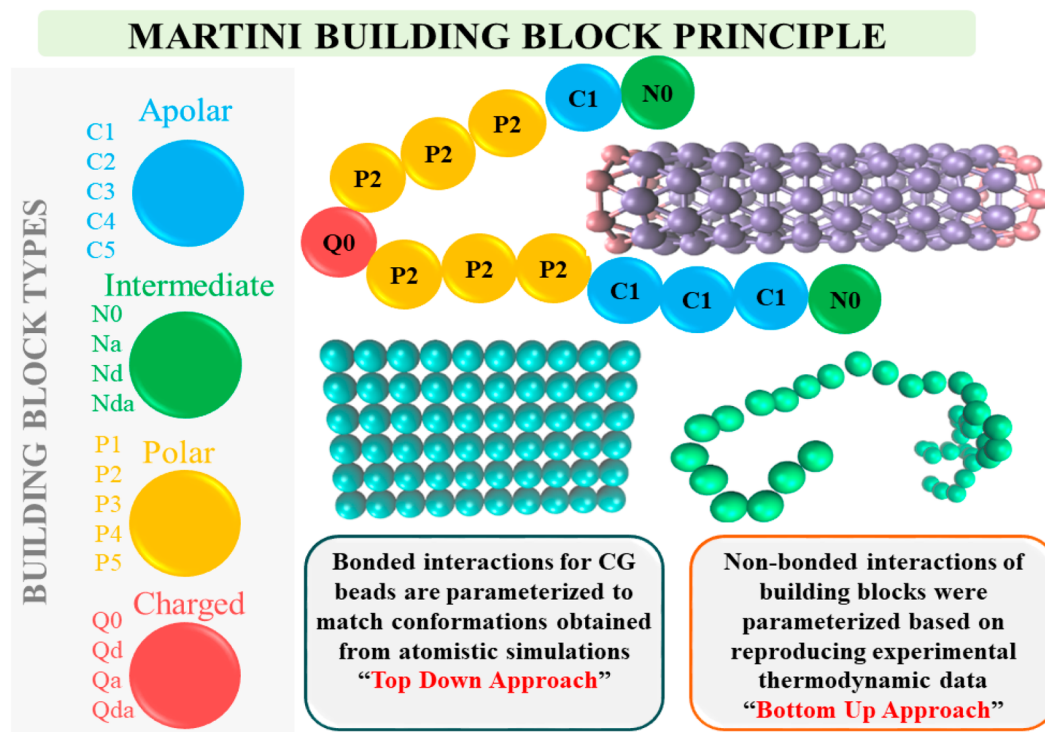 MARTINI BUILDING BLOCK PRINCIPLE
BUILDING BLOCK TYPES
Apolar
C1
C2
C3
C4
C5
Intermediate
N0
Na
Nd
Nda
Polar
P1
P2
P3
P4
P5
Charged
Q0
Qd
Qa
Qda
N0
C1
P2
P2
P2
Q0
P2
P2
P2
C1
C1
C1
N0
Bonded interactions for CG
beads are parameterized to
match conformations obtained
from atomistic simulations
“Top Down Approach”
Non-bonded interactions of
building blocks were
parameterized based on
reproducing experimental
thermodynamic data
“Bottom Up Approach”